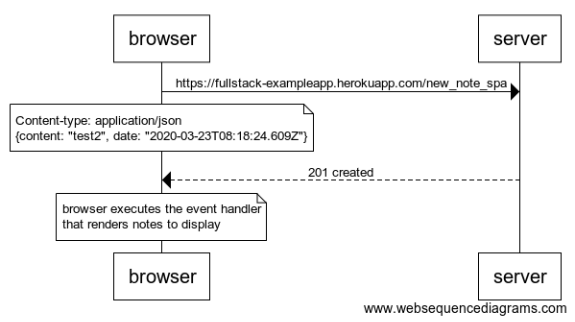 browser
server
https://fullstack-exampleapp.herokuapp.com/new_note_spa
Content-type: application/json
{content: "test2", date: "2020-03-23T08:18:24.609Z"}
201 created
browser executes the event handler
that renders notes to display
browser
server
www.websequencediagrams.com